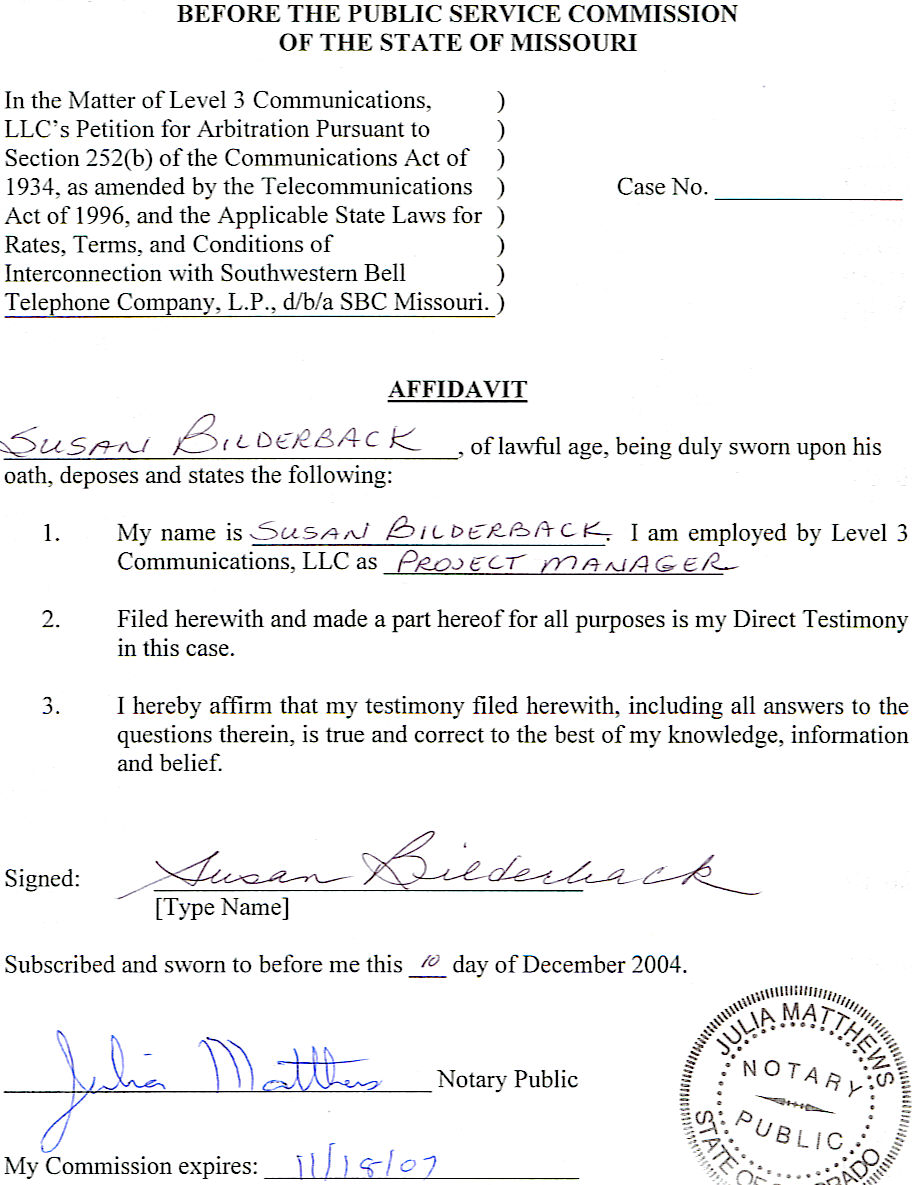 BEFORE THE PUBLIC SERVICE COMMISSION
OF THE STATE OF MISSOURI
In the Matter of Level 3 Communications, )
LLC's Petition for Arbitration Pursuant to )
Section 252(b) of the Communications Act of )
1934, as amended by the Telecommunications ) Case No.
Act of 1996, and the Applicable State Laws for )
Rates, Terms, and Conditions of )
Interconnection with Southwestern Bell )
Telephone Company, L.P., d/b/a SBC Missouri. )
AFFIDAVIT
SUSAN BILDERBACK, of lawful age, being duly sworn upon his
oath, deposes and states the following:
1. My name is SUSAN BILDERBACK. I am employed by Level 3
Communications, LLC as PROJECT MANAGER
2. Filed herewith and made a part hereof for all purposes is my Direct Testimony
in this case.
3. I hereby affirm that my testimony filed herewith, including all answers to the
questions therein, is true and correct to the best of my knowledge, information
and belief.
Signed: Susan Bilderback
[Type Name]
Subscribed and sworn to before me this 10 day of December 2004.
Julia Matthews Notary Public
My Commission expires: 11/18/07
JULIA MATTHEWS
NOTARY
PUBLIC
STATE OF